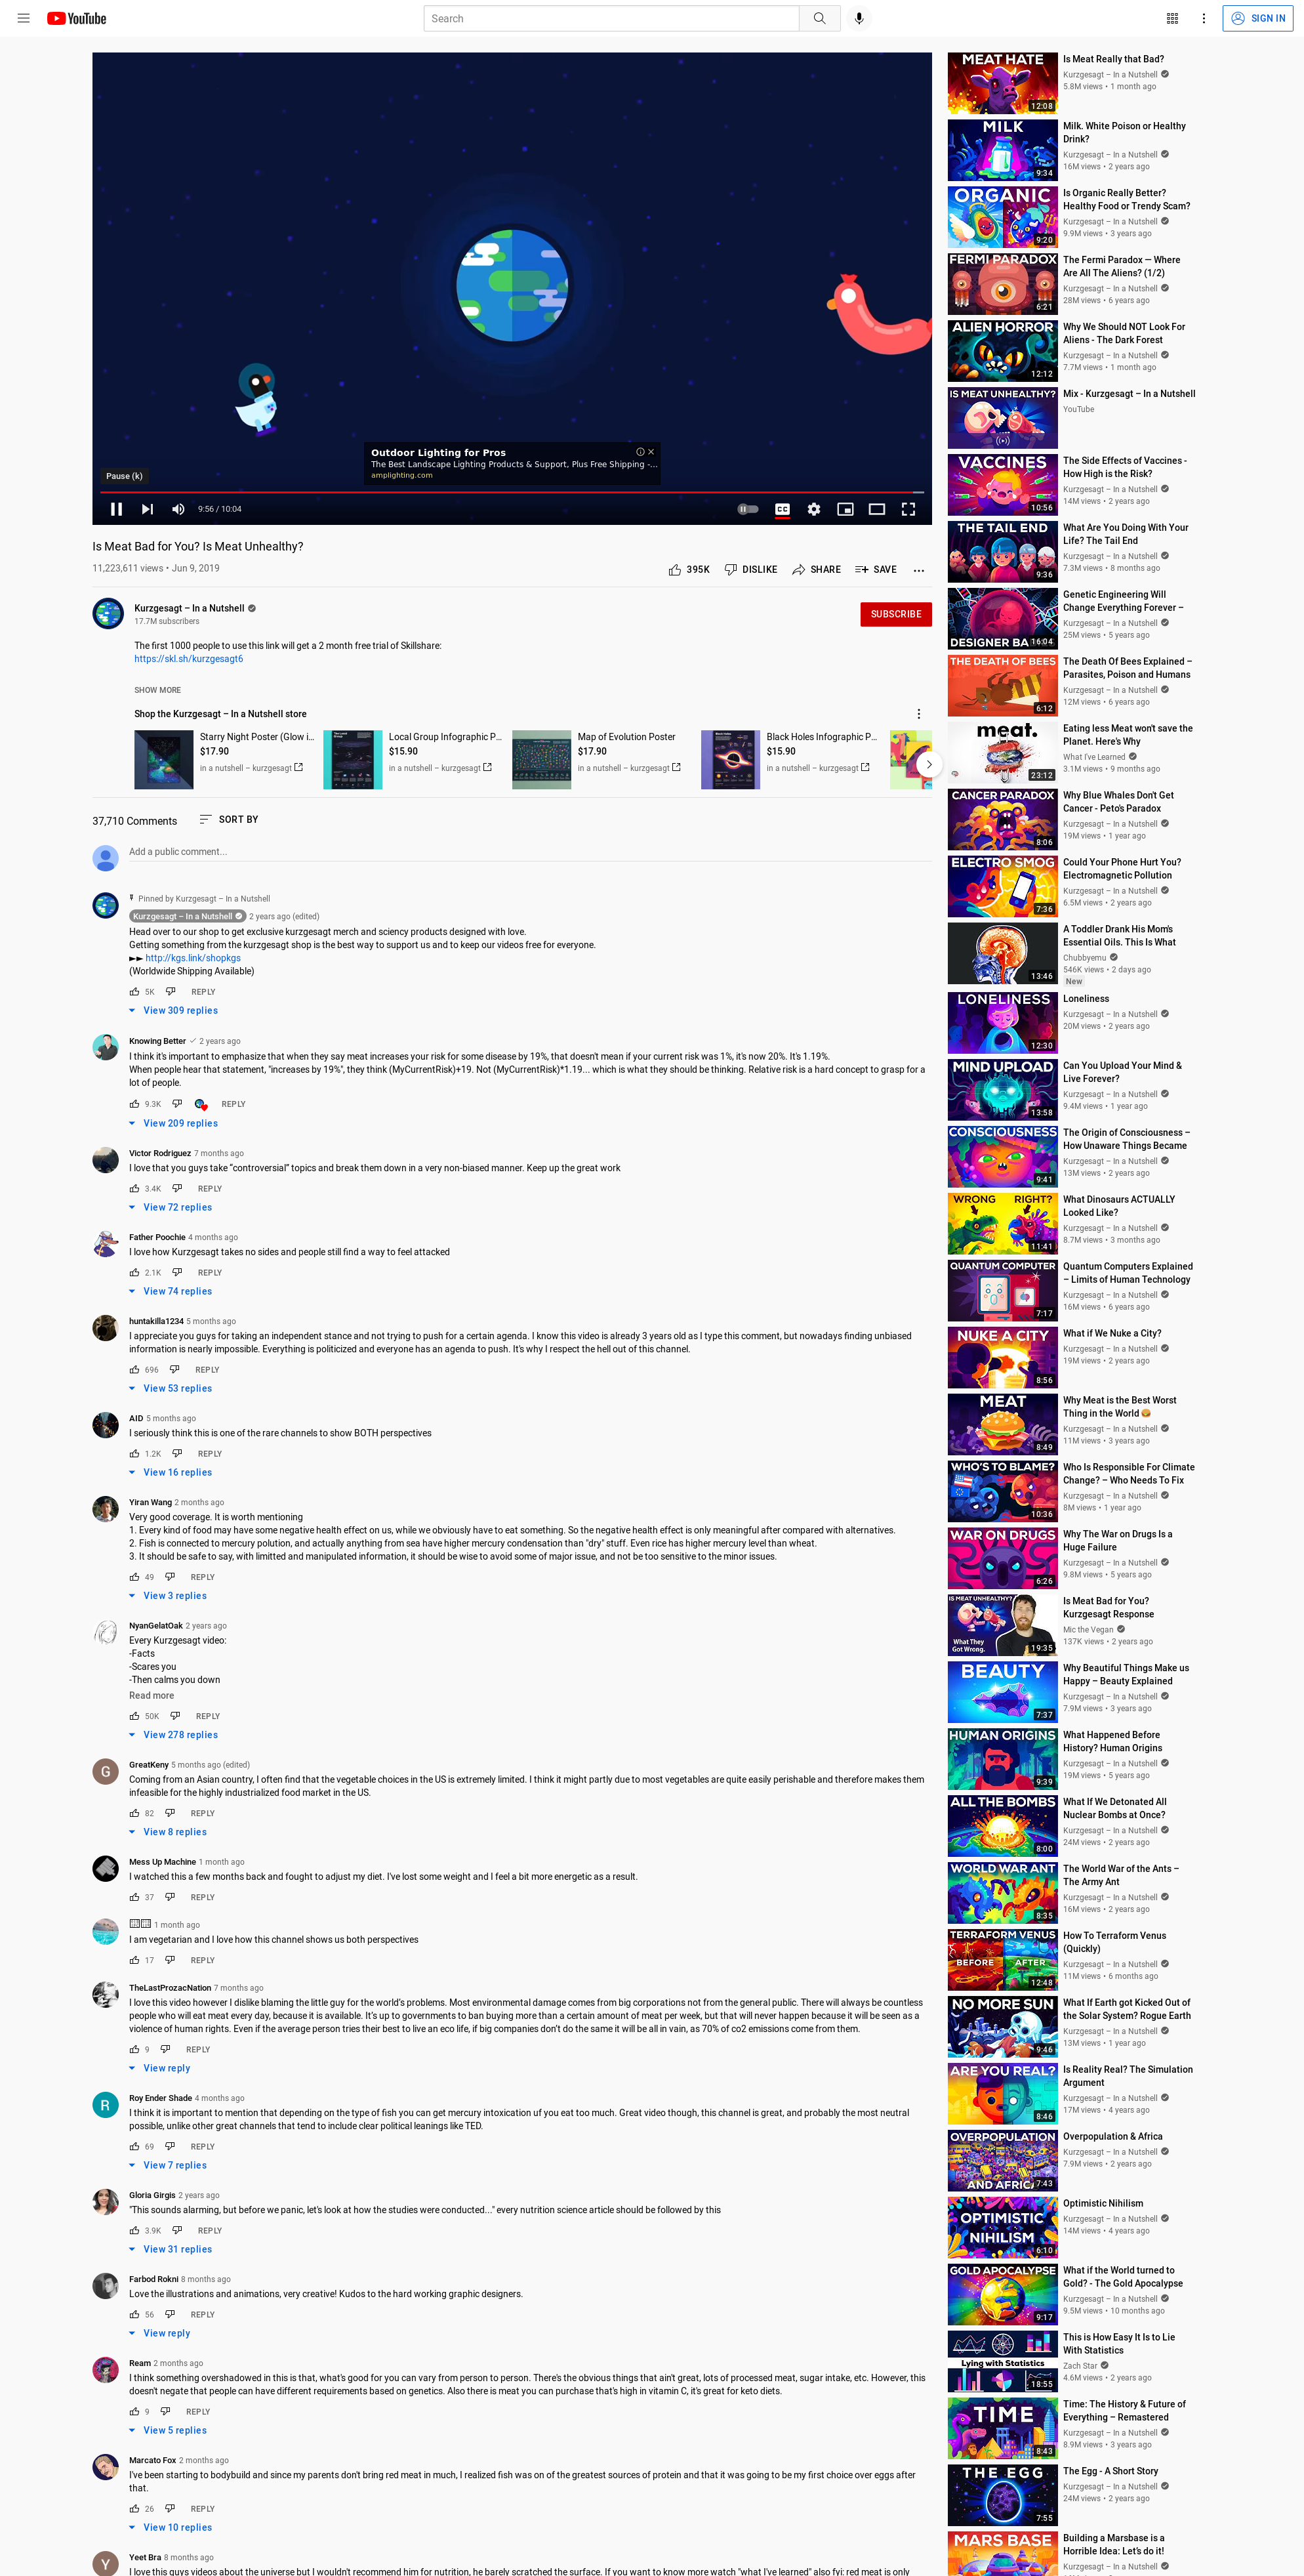 YouTube
Search
SIGN IN
Outdoor Lighting for Pros
The Best Landscape Lighting Products & Support, Plus Free Shipping -...
amplighting.com
Pause (k)
9:56 / 10:04
Is Meat Bad for You? Is Meat Unhealthy?
11,223,611 views • Jun 9, 2019
395K
DISLIKE
SHARE
SAVE
Kurzgesagt – In a Nutshell
17.7M subscribers
SUBSCRIBE
The first 1000 people to use this link will get a 2 month free trial of Skillshare:
https://skl.sh/kurzgesagt6
SHOW MORE
Shop the Kurzgesagt – In a Nutshell store
Starry Night Poster (Glow i...
$17.90
in a nutshell – kurzgesagt
Local Group Infographic P...
$15.90
in a nutshell – kurzgesagt
Map of Evolution Poster
$17.90
in a nutshell – kurzgesagt
Black Holes Infographic P...
$15.90
in a nutshell – kurzgesagt
37,710 Comments
SORT BY
Add a public comment...
Pinned by Kurzgesagt – In a Nutshell
Kurzgesagt – In a Nutshell 2 years ago (edited)
Head over to our shop to get exclusive kurzgesagt merch and sciency products designed with love.
Getting something from the kurzgesagt shop is the best way to support us and to keep our videos free for everyone.
►► http://kgs.link/shopkgs
(Worldwide Shipping Available)
5K REPLY
View 309 replies
Knowing Better 2 years ago
I think it's important to emphasize that when they say meat increases your risk for some disease by 19%, that doesn't mean if your current risk was 1%, it's now 20%. It's 1.19%.
When people hear that statement, "increases by 19%", they think (MyCurrentRisk)+19. Not (MyCurrentRisk)*1.19... which is what they should be thinking. Relative risk is a hard concept to grasp for a
lot of people.
9.3K REPLY
View 209 replies
Victor Rodriguez 7 months ago
I love that you guys take “controversial” topics and break them down in a very non-biased manner. Keep up the great work
3.4K REPLY
View 72 replies
Father Poochie 4 months ago
I love how Kurzgesagt takes no sides and people still find a way to feel attacked
2.1K REPLY
View 74 replies
huntakilla1234 5 months ago
I appreciate you guys for taking an independent stance and not trying to push for a certain agenda. I know this video is already 3 years old as I type this comment, but nowadays finding unbiased
information is nearly impossible. Everything is politicized and everyone has an agenda to push. It's why I respect the hell out of this channel.
696 REPLY
View 53 replies
AID 5 months ago
I seriously think this is one of the rare channels to show BOTH perspectives
1.2K REPLY
View 16 replies
Yiran Wang 2 months ago
Very good coverage. It is worth mentioning
1. Every kind of food may have some negative health effect on us, while we obviously have to eat something. So the negative health effect is only meaningful after compared with alternatives.
2. Fish is connected to mercury polution, and actually anything from sea have higher mercury condensation than "dry" stuff. Even rice has higher mercury level than wheat.
3. It should be safe to say, with limitted and manipulated information, it should be wise to avoid some of major issue, and not be too sensitive to the minor issues.
49 REPLY
View 3 replies
NyanGelatOak 2 years ago
Every Kurzgesagt video:
-Facts
-Scares you
-Then calms you down
Read more
50K REPLY
View 278 replies
G
GreatKeny 5 months ago (edited)
Coming from an Asian country, I often find that the vegetable choices in the US is extremely limited. I think it might partly due to most vegetables are quite easily perishable and therefore makes them
infeasible for the highly industrialized food market in the US.
82 REPLY
View 8 replies
Mess Up Machine 1 month ago
I watched this a few months back and fought to adjust my diet. I've lost some weight and I feel a bit more energetic as a result.
37 REPLY
1 month ago
I am vegetarian and I love how this channel shows us both perspectives
17 REPLY
TheLastProzacNation 7 months ago
I love this video however I dislike blaming the little guy for the world's problems. Most environmental damage comes from big corporations not from the general public. There will always be countless
people who will eat meat every day, because it is available. It's up to governments to ban buying more than a certain amount of meat per week, but that will never happen because it will be seen as a
violence of human rights. Even if the average person tries their best to live an eco life, if big companies don't do the same it will be all in vain, as 70% of co2 emissions come from them.
9 REPLY
View reply
R
Roy Ender Shade 4 months ago
I think it is important to mention that depending on the type of fish you can get mercury intoxication uf you eat too much. Great video though, this channel is great, and probably the most neutral
possible, unlike other great channels that tend to include clear political leanings like TED.
69 REPLY
View 7 replies
Gloria Girgis 2 years ago
"This sounds alarming, but before we panic, let's look at how the studies were conducted..." every nutrition science article should be followed by this
3.9K REPLY
View 31 replies
Farbod Rokni 8 months ago
Love the illustrations and animations, very creative! Kudos to the hard working graphic designers.
56 REPLY
View reply
Ream 2 months ago
I think something overshadowed in this is that, what's good for you can vary from person to person. There's the obvious things that ain't great, lots of processed meat, sugar intake, etc. However, this
doesn't negate that people can have different requirements based on genetics. Also there is meat you can purchase that's high in vitamin C, it's great for keto diets.
9 REPLY
View 5 replies
Marcato Fox 2 months ago
I've been starting to bodybuild and since my parents don't bring red meat in much, I realized fish was on of the greatest sources of protein and that it was going to be my first choice over eggs after
that.
26 REPLY
View 10 replies
Y
Yeet Bra 8 months ago
I love this guys videos about the universe but I wouldn't recommend him for nutrition, he barely scratched the surface. If you want to know more watch "what I've learned" also fyi: red meat is only
MEAT HATE
12:08
Is Meat Really that Bad?
Kurzgesagt – In a Nutshell
5.8M views • 1 month ago
MILK
9:34
Milk. White Poison or Healthy
Drink?
Kurzgesagt – In a Nutshell
16M views • 2 years ago
ORGANIC
9:20
Is Organic Really Better?
Healthy Food or Trendy Scam?
Kurzgesagt – In a Nutshell
9.9M views • 3 years ago
FERMI PARADOX
6:21
The Fermi Paradox — Where
Are All The Aliens? (1/2)
Kurzgesagt – In a Nutshell
28M views • 6 years ago
ALIEN HORROR
12:12
Why We Should NOT Look For
Aliens - The Dark Forest
Kurzgesagt – In a Nutshell
7.7M views • 1 month ago
IS MEAT UNHEALTHY?
Mix - Kurzgesagt – In a Nutshell
YouTube
VACCINES
10:56
The Side Effects of Vaccines -
How High is the Risk?
Kurzgesagt – In a Nutshell
14M views • 2 years ago
THE TAIL END
9:36
What Are You Doing With Your
Life? The Tail End
Kurzgesagt – In a Nutshell
7.3M views • 8 months ago
DESIGNER BA
16:04
Genetic Engineering Will
Change Everything Forever –
Kurzgesagt – In a Nutshell
25M views • 5 years ago
THE DEATH OF BEES
6:12
The Death Of Bees Explained –
Parasites, Poison and Humans
Kurzgesagt – In a Nutshell
12M views • 6 years ago
meat.
23:12
Eating less Meat won't save the
Planet. Here's Why
What I've Learned
3.1M views • 9 months ago
CANCER PARADOX
8:06
Why Blue Whales Don't Get
Cancer - Peto's Paradox
Kurzgesagt – In a Nutshell
19M views • 1 year ago
ELECTRO SMOG
7:36
Could Your Phone Hurt You?
Electromagnetic Pollution
Kurzgesagt – In a Nutshell
6.5M views • 2 years ago
13:46
A Toddler Drank His Mom's
Essential Oils. This Is What
Chubbyemu
546K views • 2 days ago
New
LONELINESS
12:30
Loneliness
Kurzgesagt – In a Nutshell
20M views • 2 years ago
MIND UPLOAD
13:58
Can You Upload Your Mind &
Live Forever?
Kurzgesagt – In a Nutshell
9.4M views • 1 year ago
CONSCIOUSNESS
9:41
The Origin of Consciousness –
How Unaware Things Became
Kurzgesagt – In a Nutshell
13M views • 2 years ago
WRONG RIGHT?
11:41
What Dinosaurs ACTUALLY
Looked Like?
Kurzgesagt – In a Nutshell
8.7M views • 3 months ago
QUANTUM COMPUTER
7:17
Quantum Computers Explained
– Limits of Human Technology
Kurzgesagt – In a Nutshell
16M views • 6 years ago
NUKE A CITY
8:56
What if We Nuke a City?
Kurzgesagt – In a Nutshell
19M views • 2 years ago
MEAT
8:49
Why Meat is the Best Worst
Thing in the World 🍔
Kurzgesagt – In a Nutshell
11M views • 3 years ago
WHO'S TO BLAME?
10:36
Who Is Responsible For Climate
Change? – Who Needs To Fix
Kurzgesagt – In a Nutshell
8M views • 1 year ago
WAR ON DRUGS
6:26
Why The War on Drugs Is a
Huge Failure
Kurzgesagt – In a Nutshell
9.8M views • 5 years ago
IS MEAT UNHEALTHY?
What They
Got Wrong.
19:35
Is Meat Bad for You?
Kurzgesagt Response
Mic the Vegan
137K views • 2 years ago
BEAUTY
7:37
Why Beautiful Things Make us
Happy – Beauty Explained
Kurzgesagt – In a Nutshell
7.9M views • 3 years ago
HUMAN ORIGINS
9:39
What Happened Before
History? Human Origins
Kurzgesagt – In a Nutshell
19M views • 5 years ago
ALL THE BOMBS
8:00
What If We Detonated All
Nuclear Bombs at Once?
Kurzgesagt – In a Nutshell
24M views • 2 years ago
WORLD WAR ANT
8:35
The World War of the Ants –
The Army Ant
Kurzgesagt – In a Nutshell
16M views • 2 years ago
TERRAFORM VENUS
BEFORE AFTER
12:48
How To Terraform Venus
(Quickly)
Kurzgesagt – In a Nutshell
11M views • 6 months ago
NO MORE SUN
9:46
What If Earth got Kicked Out of
the Solar System? Rogue Earth
Kurzgesagt – In a Nutshell
13M views • 1 year ago
ARE YOU REAL?
8:46
Is Reality Real? The Simulation
Argument
Kurzgesagt – In a Nutshell
17M views • 4 years ago
OVERPOPULATION
AND AFRICA
7:43
Overpopulation & Africa
Kurzgesagt – In a Nutshell
7.9M views • 2 years ago
OPTIMISTIC
NIHILISM
6:10
Optimistic Nihilism
Kurzgesagt – In a Nutshell
14M views • 4 years ago
GOLD APOCALYPSE
9:17
What if the World turned to
Gold? - The Gold Apocalypse
Kurzgesagt – In a Nutshell
9.5M views • 10 months ago
Lying with Statistics
18:55
This is How Easy It Is to Lie
With Statistics
Zach Star
4.6M views • 2 years ago
TIME
8:43
Time: The History & Future of
Everything – Remastered
Kurzgesagt – In a Nutshell
8.9M views • 3 years ago
THE EGG
7:55
The Egg - A Short Story
Kurzgesagt – In a Nutshell
24M views • 2 years ago
MARS BASE
Building a Marsbase is a
Horrible Idea: Let's do it!
Kurzgesagt – In a Nutshell